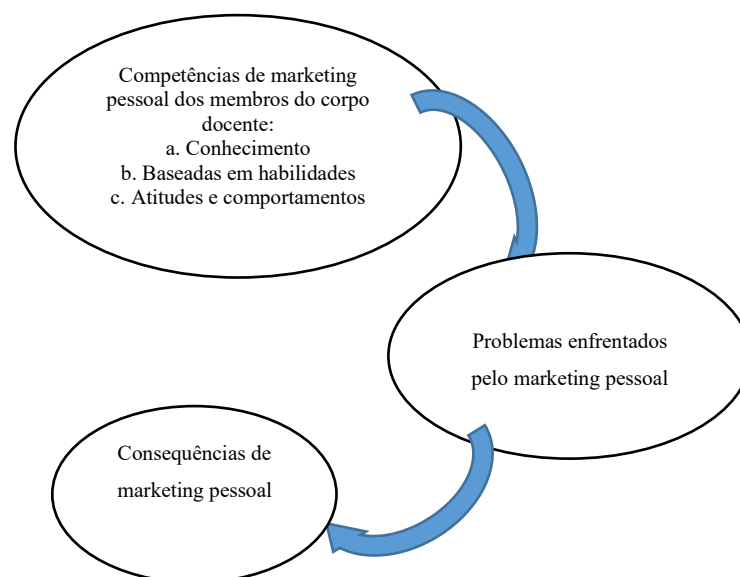 Competências de marketing
pessoal dos membros do corpo
docente:
a. Conhecimento
b. Baseadas em habilidades
c. Atitudes e comportamentos
Problemas enfrentados
pelo marketing pessoal
Consequências de
marketing pessoal